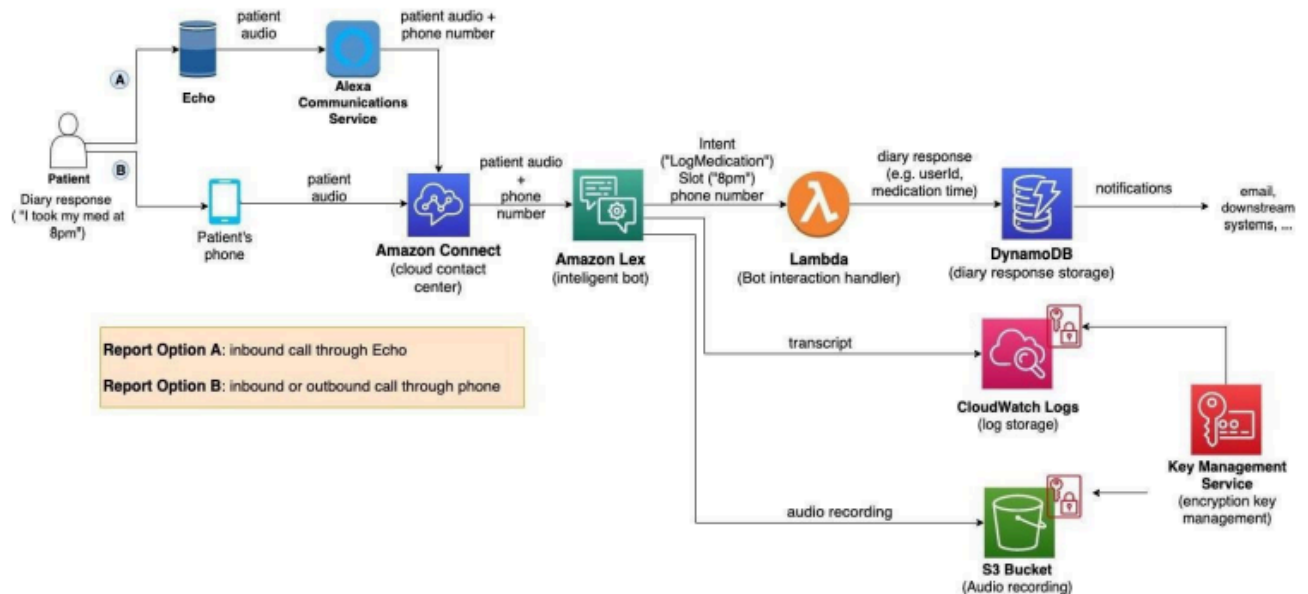 patient
audio
patient audio +
phone number
A
Echo
Alexa
Communications
Service
Patient
Diary response
( "I took my med at
8pm")
B
Patient's
phone
patient
audio
Amazon Connect
(cloud contact
center)
patient audio
+
phone
number
Amazon Lex
(inteligent bot)
Intent
("LogMedication")
Slot ("8pm")
phone number
Lambda
(Bot interaction handler)
diary response
(e.g. userId,
medication time)
DynamoDB
(diary response storage)
notifications
email,
downstream
systems, ...
Report Option A: inbound call through Echo
Report Option B: inbound or outbound call through phone
transcript
CloudWatch Logs
(log storage)
Key Management
Service
(encryption key
management)
audio recording
S3 Bucket
(Audio recording)